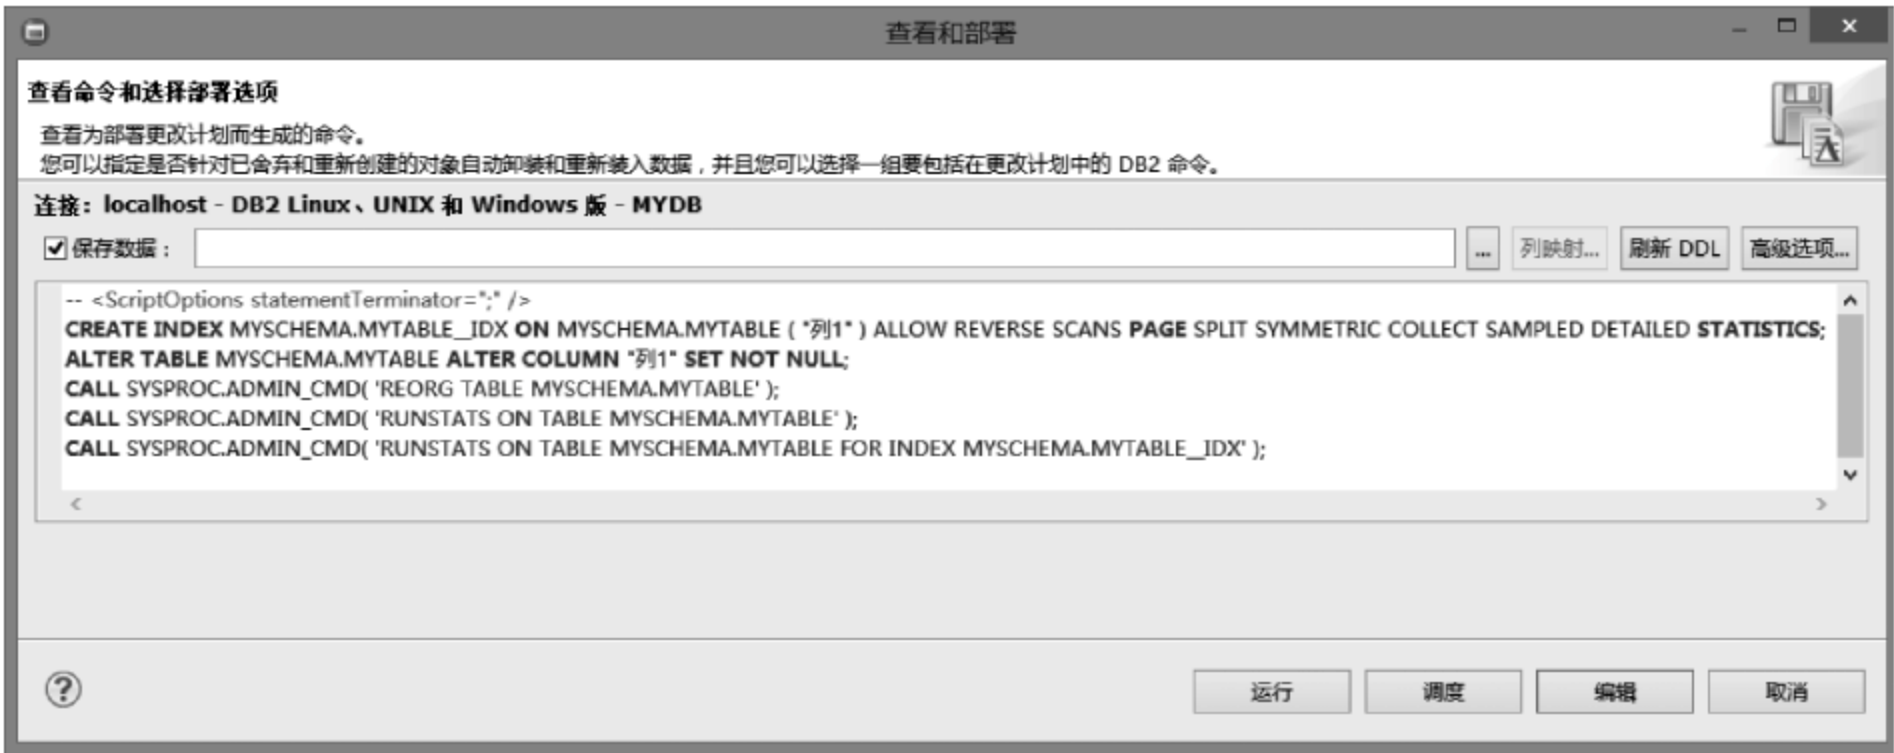 查看和部署
查看命令和选择部署选项
查看为部署更改计划而生成的命令。
您可以指定是否针对已舍弃和重新创建的对象自动卸装和重新装入数据，并且您可以选择一组要包括在更改计划中的 DB2 命令。
连接：localhost - DB2 Linux、UNIX 和 Windows 版 - MYDB
保存数据： ... 列映射... 刷新 DDL 高级选项...
-- <ScriptOptions statementTerminator=";" />
CREATE INDEX MYSCHEMA.MYTABLE__IDX ON MYSCHEMA.MYTABLE ( "列1" ) ALLOW REVERSE SCANS PAGE SPLIT SYMMETRIC COLLECT SAMPLED DETAILED STATISTICS;
ALTER TABLE MYSCHEMA.MYTABLE ALTER COLUMN "列1" SET NOT NULL;
CALL SYSPROC.ADMIN_CMD( 'REORG TABLE MYSCHEMA.MYTABLE' );
CALL SYSPROC.ADMIN_CMD( 'RUNSTATS ON TABLE MYSCHEMA.MYTABLE' );
CALL SYSPROC.ADMIN_CMD( 'RUNSTATS ON TABLE MYSCHEMA.MYTABLE FOR INDEX MYSCHEMA.MYTABLE__IDX' );
运行 调度 编辑 取消